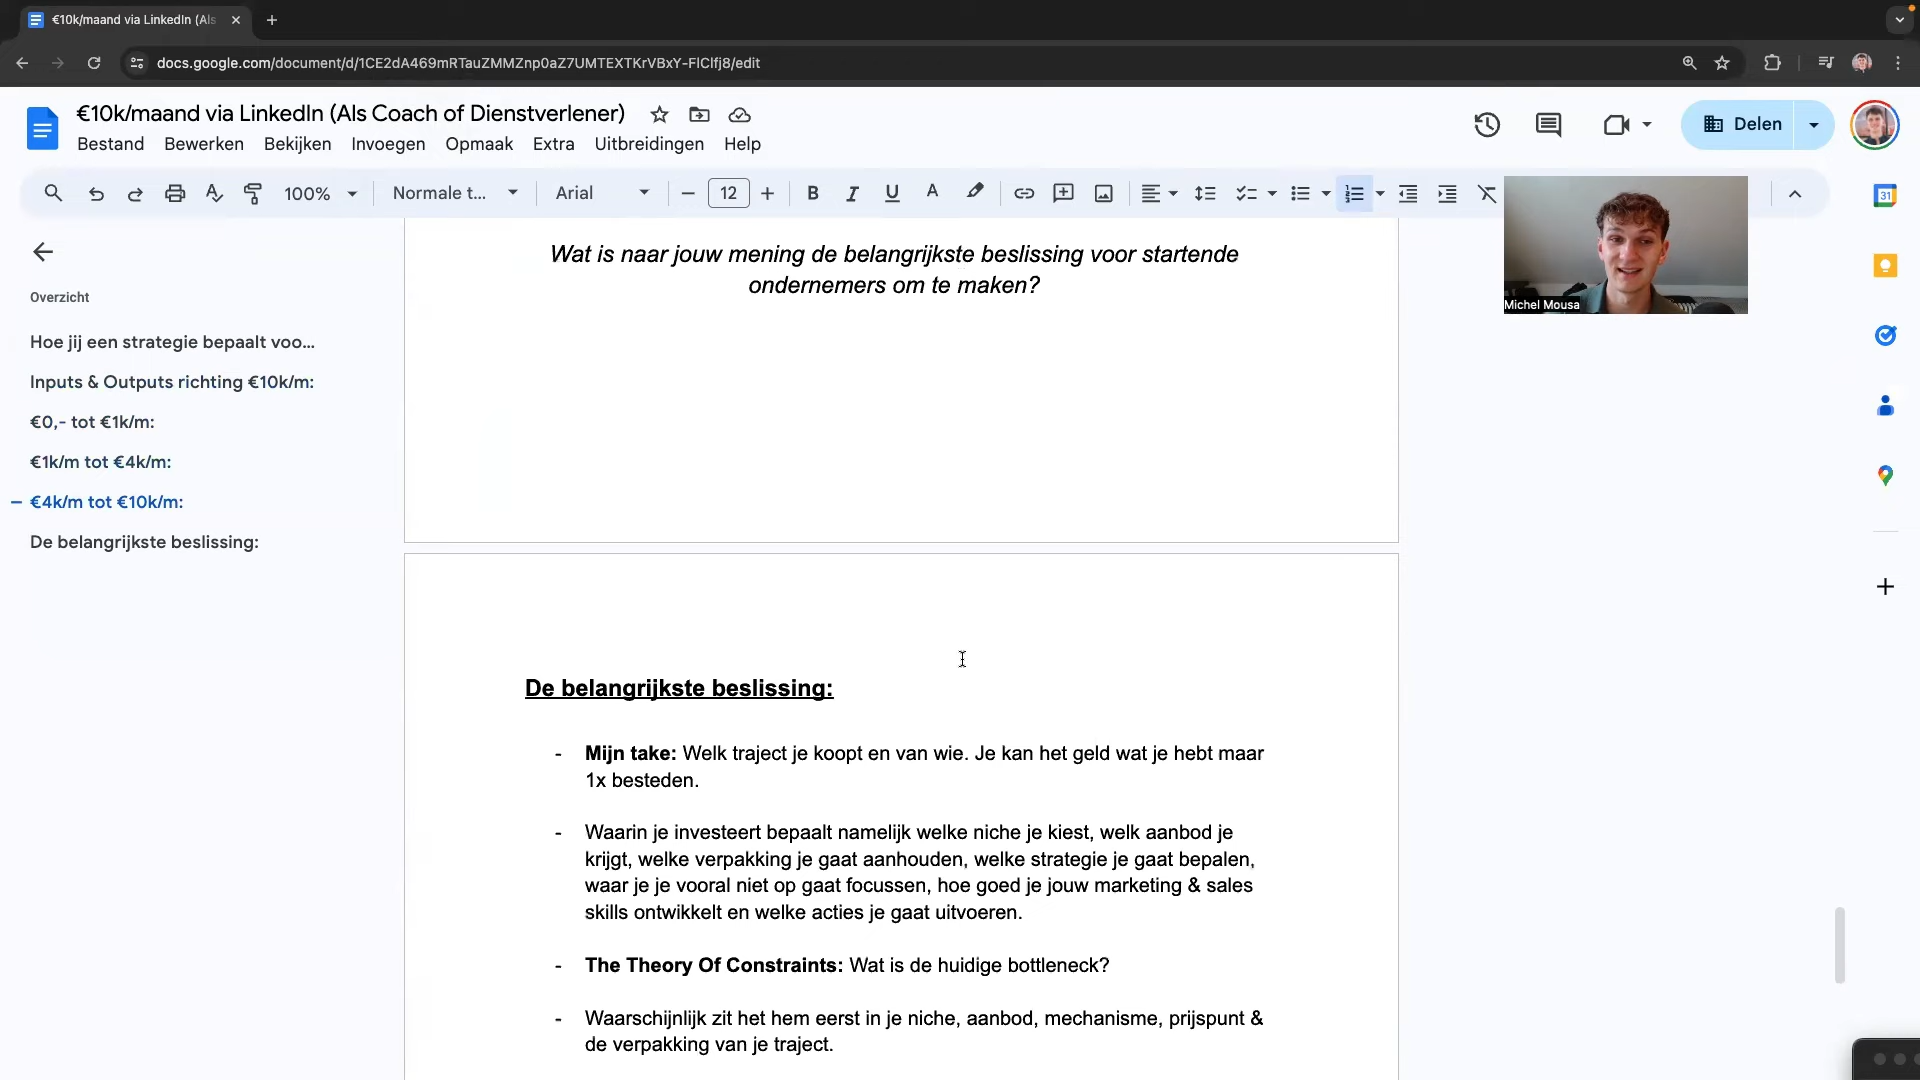 €10k/maand via LinkedIn (Als
docs.google.com/document/d/1CE2dA469mRTauZMMZnp0aZ7UMTEXTKrVBxY-FIClfj8/edit
€10k/maand via LinkedIn (Als Coach of Dienstverlener)
Bestand Bewerken Bekijken Invoegen Opmaak Extra Uitbreidingen Help
Delen
100% Normale t... Arial 12
31
Michel Mousa
Overzicht
Hoe jij een strategie bepaalt voo...
Inputs & Outputs richting €10k/m:
€0,- tot €1k/m:
€1k/m tot €4k/m:
€4k/m tot €10k/m:
De belangrijkste beslissing:
Wat is naar jouw mening de belangrijkste beslissing voor startende
ondernemers om te maken?
De belangrijkste beslissing:
- Mijn take: Welk traject je koopt en van wie. Je kan het geld wat je hebt maar
1x besteden.
- Waarin je investeert bepaalt namelijk welke niche je kiest, welk aanbod je
krijgt, welke verpakking je gaat aanhouden, welke strategie je gaat bepalen,
waar je je vooral niet op gaat focussen, hoe goed je jouw marketing & sales
skills ontwikkelt en welke acties je gaat uitvoeren.
- The Theory Of Constraints: Wat is de huidige bottleneck?
- Waarschijnlijk zit het hem eerst in je niche, aanbod, mechanisme, prijspunt &
de verpakking van je traject.